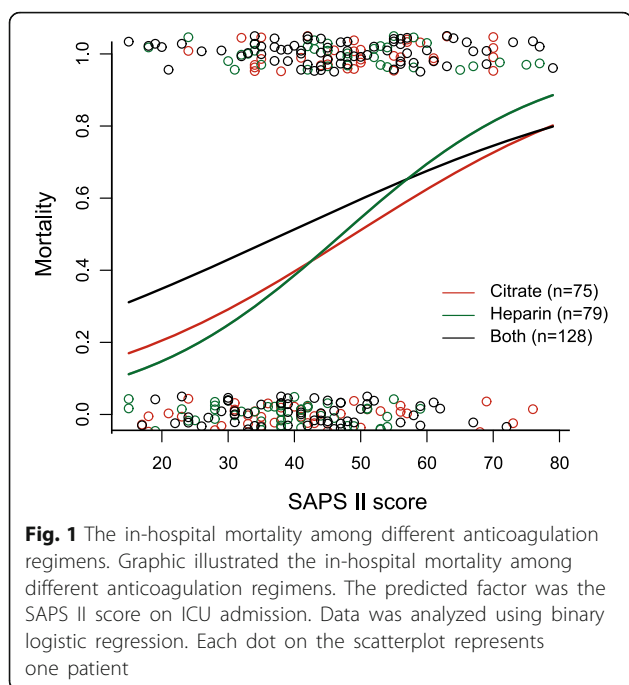 1.0
0.8
0.6
0.4
0.2
0.0
Mortality
Citrate (n=75)
Heparin (n=79)
Both (n=128)
20 30 40 50 60 70 80
SAPS II score
Fig. 1 The in-hospital mortality among different anticoagulation
regimens. Graphic illustrated the in-hospital mortality among
different anticoagulation regimens. The predicted factor was the
SAPS II score on ICU admission. Data was analyzed using binary
logistic regression. Each dot on the scatterplot represents
one patient